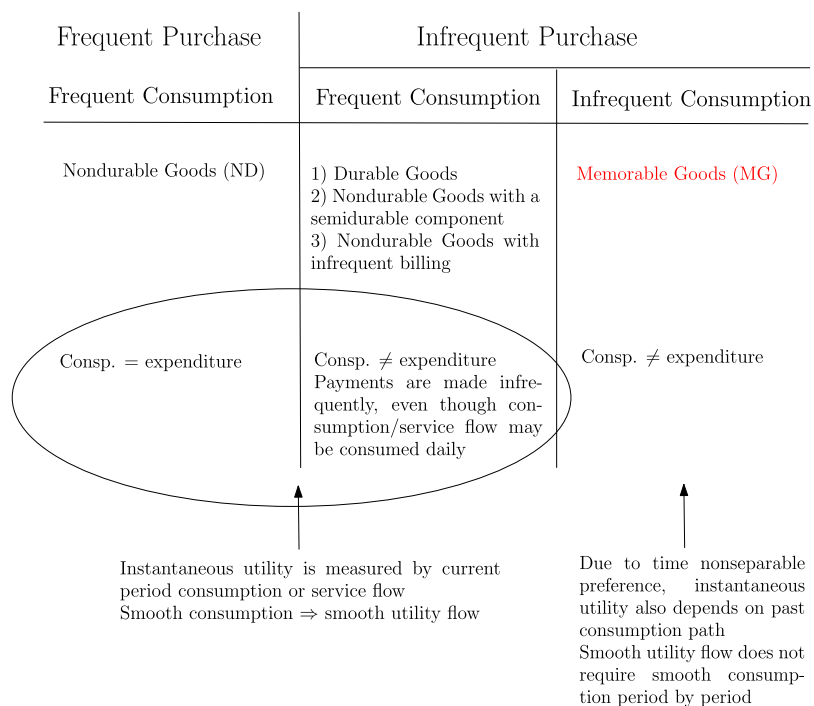 Frequent Purchase
Infrequent Purchase
Frequent Consumption
Frequent Consumption
Infrequent Consumption
Nondurable Goods (ND)
1) Durable Goods
2) Nondurable Goods with a
semidurable component
3) Nondurable Goods with
infrequent billing
Memorable Goods (MG)
Consp. = expenditure
Consp. ≠ expenditure
Payments are made infre-
quently, even though con-
sumption/service flow may
be consumed daily
Consp. ≠ expenditure
Instantaneous utility is measured by current
period consumption or service flow
Smooth consumption ⇒ smooth utility flow
Due to time nonseparable
preference, instantaneous
utility also depends on past
consumption path
Smooth utility flow does not
require smooth consump-
tion period by period